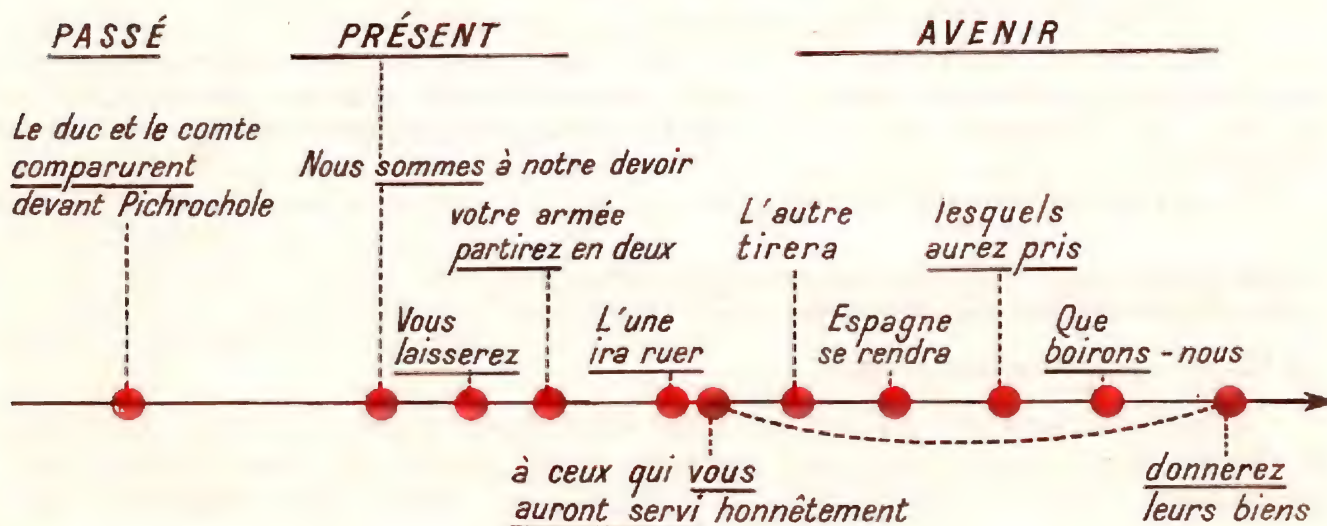 PASSÉ
PRÉSENT
AVENIR
Le duc et le comte
comparurent
devant Pichrochole
Nous sommes à notre devoir
votre armée
partirez en deux
L'autre
tirera
lesquels
aurez pris
Vous
laisserez
L'une
ira ruer
Espagne
se rendra
Que
boirons-nous
à ceux qui vous
auront servi honnêtement
donnerez
leurs biens